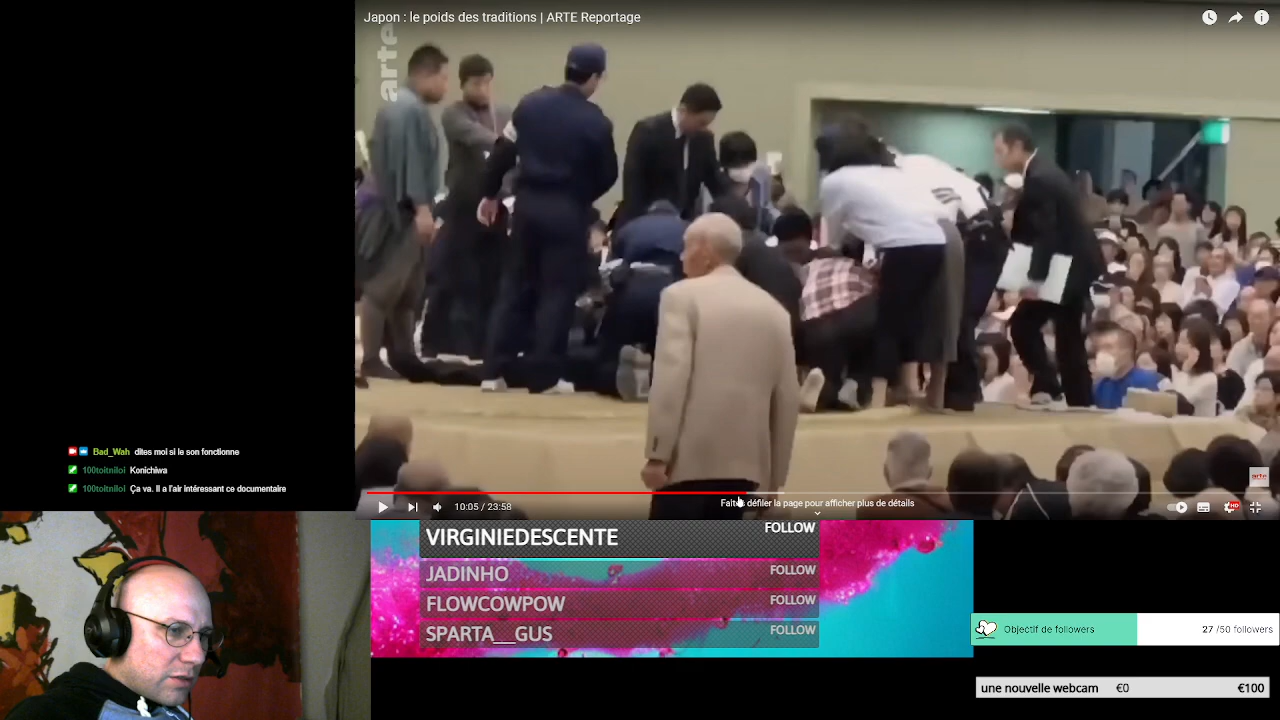 Japon : le poids des traditions | ARTE Reportage
arte
Bad_Wah dites moi si le son fonctionne
100toitniloi Konichiwa
100toitniloi Ça va. Il a l'air intéressant ce documentaire
arte
10:05 / 23:58
Faites défiler la page pour afficher plus de détails
HD
VIRGINIEDESCENTE FOLLOW
JADINHO FOLLOW
FLOWCOWPOW FOLLOW
SPARTA__GUS FOLLOW
Objectif de followers 27 /50 followers
une nouvelle webcam €0 €100